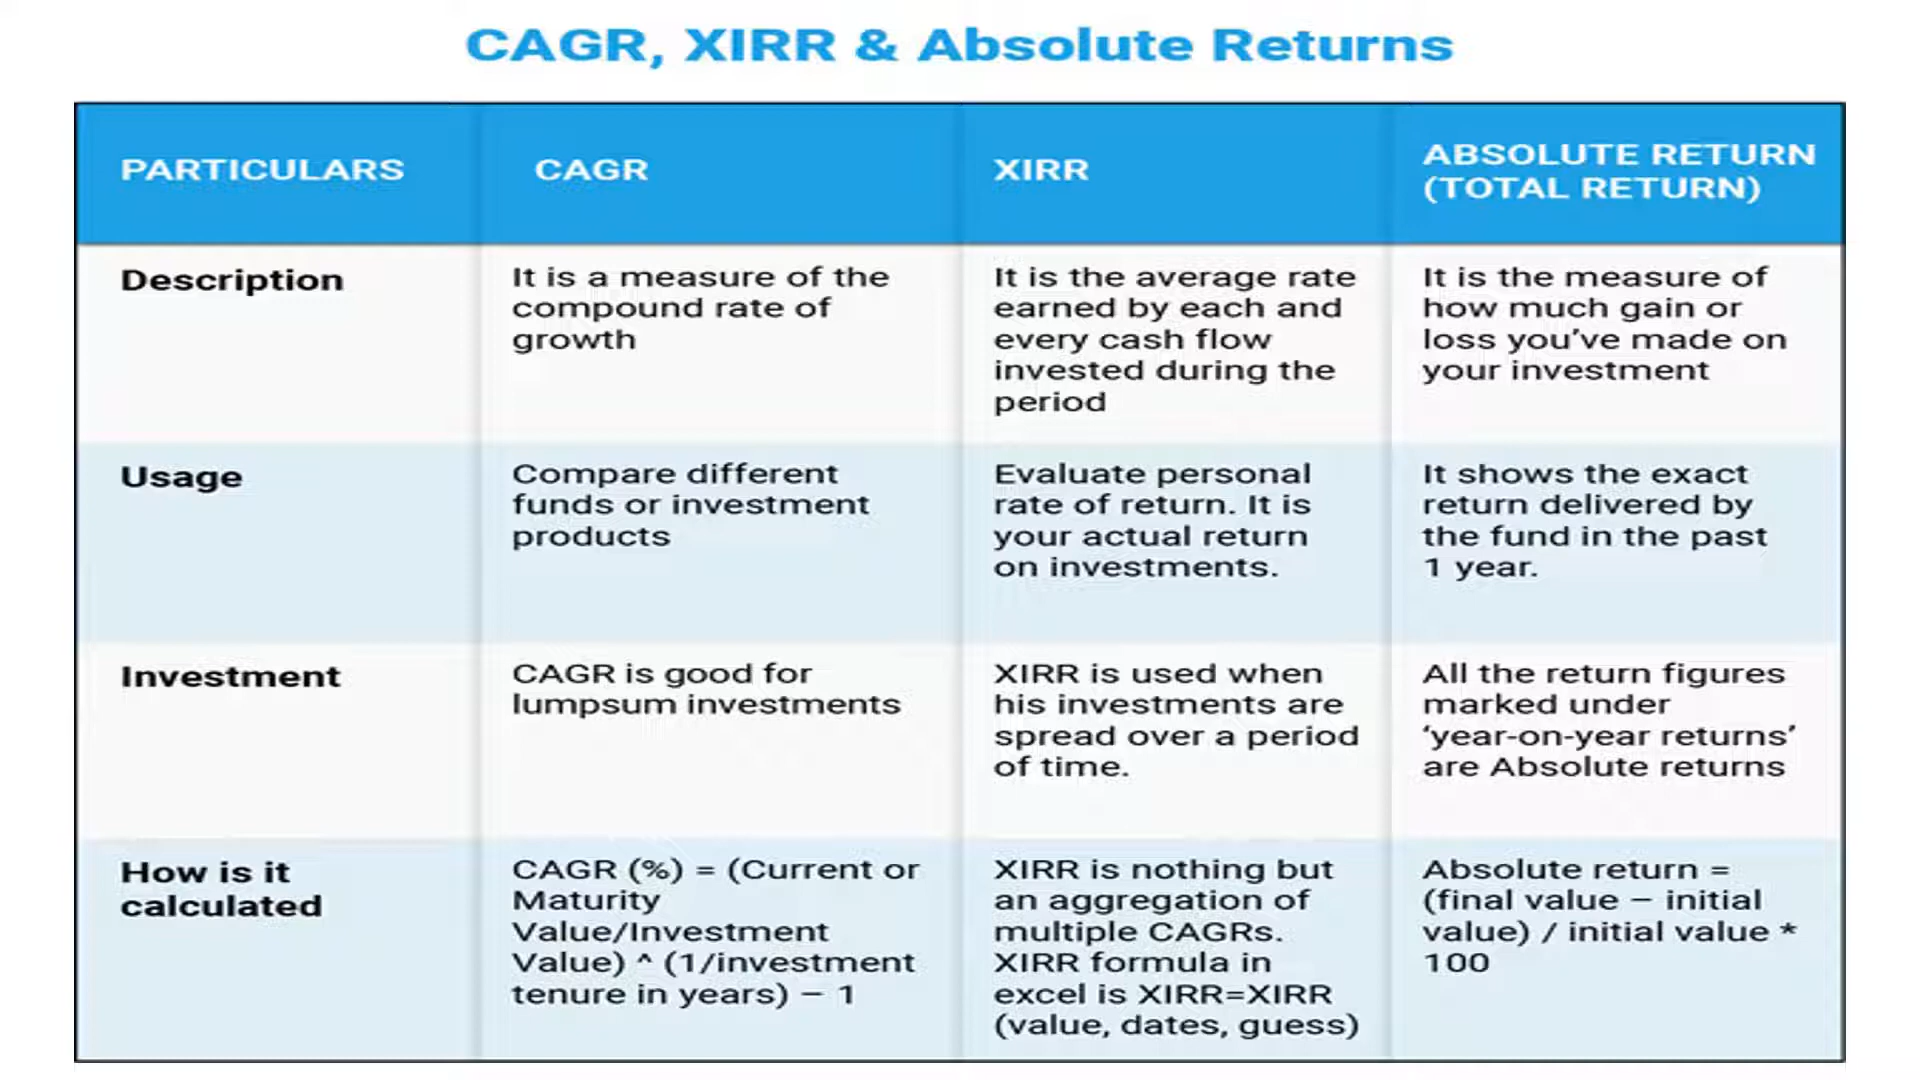 CAGR, XIRR & Absolute Returns
PARTICULARS
CAGR
XIRR
ABSOLUTE RETURN
(TOTAL RETURN)
Description
It is a measure of the
compound rate of
growth
It is the average rate
earned by each and
every cash flow
invested during the
period
It is the measure of
how much gain or
loss you’ve made on
your investment
Usage
Compare different
funds or investment
products
Evaluate personal
rate of return. It is
your actual return
on investments.
It shows the exact
return delivered by
the fund in the past
1 year.
Investment
CAGR is good for
lumpsum investments
XIRR is used when
his investments are
spread over a period
of time.
All the return figures
marked under
‘year-on-year returns’
are Absolute returns
How is it
calculated
CAGR (%) = (Current or
Maturity
Value/Investment
Value) ^ (1/investment
tenure in years) – 1
XIRR is nothing but
an aggregation of
multiple CAGRs.
XIRR formula in
excel is XIRR=XIRR
(value, dates, guess)
Absolute return =
(final value – initial
value) / initial value *
100